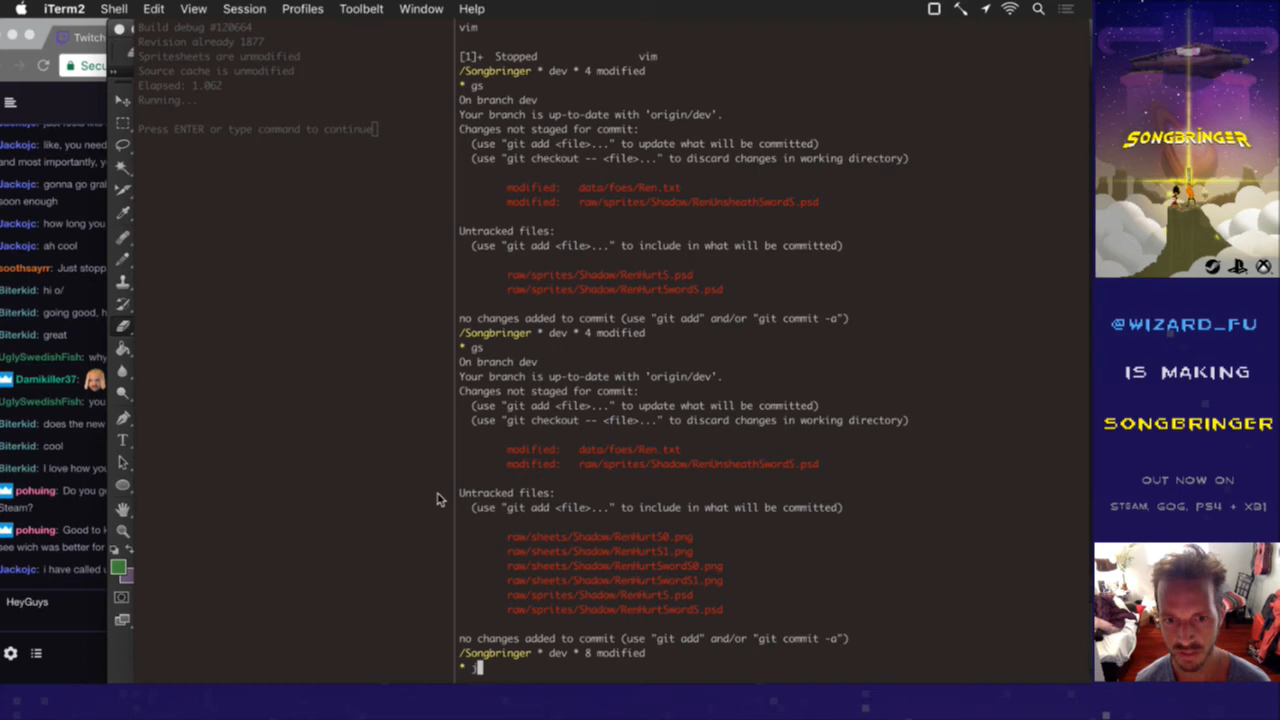 iTerm2 Shell Edit View Session Profiles Toolbelt Window Help
Twitch
Secu
Jackojc:
Jackojc: like, you need
and most importantly, y
Jackojc: gonna go gra
soon enough
Jackojc: how long you
Jackojc: ah cool
soothsayrr: Just stopp
Biterkid: hi o/
Biterkid: going good, h
Biterkid: great
UglySwedishFish: why
Damikiller37:
UglySwedishFish: you
Biterkid: does the new
Biterkid: cool
Biterkid: I love how you
pohuing: Do you g
Steam?
pohuing: Good to k
see wich was better for
Jackojc: i have called u
HeyGuys
Build debug #120664
Revision already 1877
Spritesheets are unmodified
Source cache is unmodified
Elapsed: 1.062
Running...
Press ENTER or type command to continue
vim
[1]+ Stopped vim
/Songbringer * dev * 4 modified
* gs
On branch dev
Your branch is up-to-date with 'origin/dev'.
Changes not staged for commit:
(use "git add <file>..." to update what will be committed)
(use "git checkout -- <file>..." to discard changes in working directory)
modified: data/foes/Ren.txt
modified: raw/sprites/Shadow/RenUnsheathSwordS.psd
Untracked files:
(use "git add <file>..." to include in what will be committed)
raw/sprites/Shadow/RenHurtS.psd
raw/sprites/Shadow/RenHurtSwordS.psd
no changes added to commit (use "git add" and/or "git commit -a")
/Songbringer * dev * 4 modified
* gs
On branch dev
Your branch is up-to-date with 'origin/dev'.
Changes not staged for commit:
(use "git add <file>..." to update what will be committed)
(use "git checkout -- <file>..." to discard changes in working directory)
modified: data/foes/Ren.txt
modified: raw/sprites/Shadow/RenUnsheathSwordS.psd
Untracked files:
(use "git add <file>..." to include in what will be committed)
raw/sheets/Shadow/RenHurtS0.png
raw/sheets/Shadow/RenHurtS1.png
raw/sheets/Shadow/RenHurtSwordS0.png
raw/sheets/Shadow/RenHurtSwordS1.png
raw/sprites/Shadow/RenHurtS.psd
raw/sprites/Shadow/RenHurtSwordS.psd
no changes added to commit (use "git add" and/or "git commit -a")
/Songbringer * dev * 8 modified
* j
SONGBRINGER
@WIZARD_FU
IS MAKING
SONGBRINGER
OUT NOW ON
STEAM, GOG, PS4 + XB1